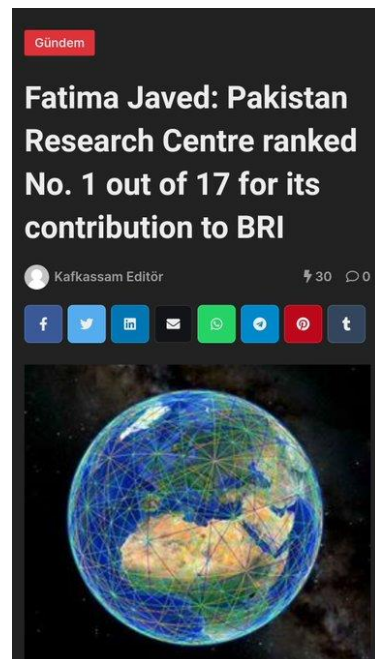 Gündem
Fatima Javed: Pakistan
Research Centre ranked
No. 1 out of 17 for its
contribution to BRI
Kafkassam Editör 30 0